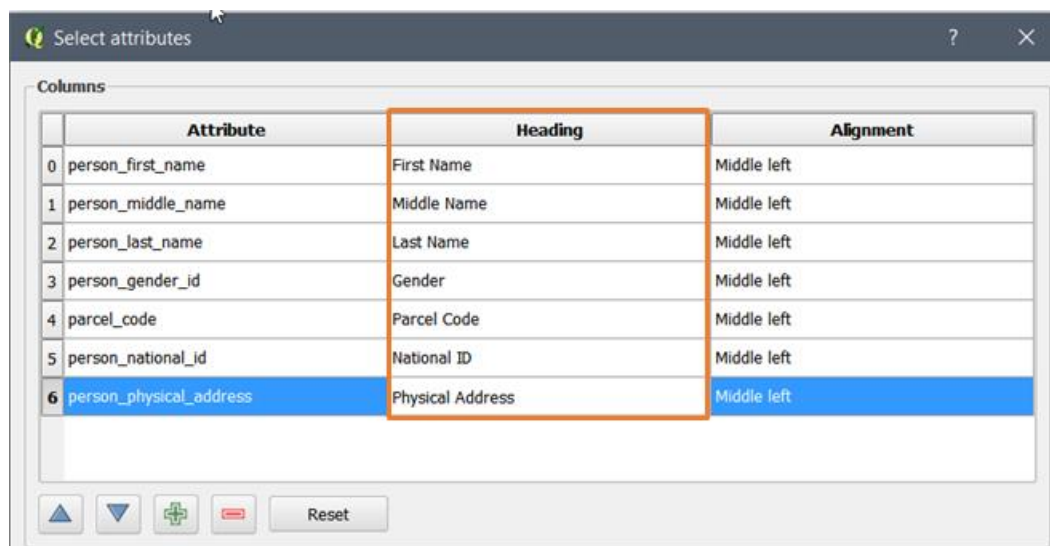 Select attributes ?
Columns
Attribute Heading Alignment
0 person_first_name First Name Middle left
1 person_middle_name Middle Name Middle left
2 person_last_name Last Name Middle left
3 person_gender_id Gender Middle left
4 parcel_code Parcel Code Middle left
5 person_national_id National ID Middle left
6 person_physical_address Physical Address Middle left
Reset